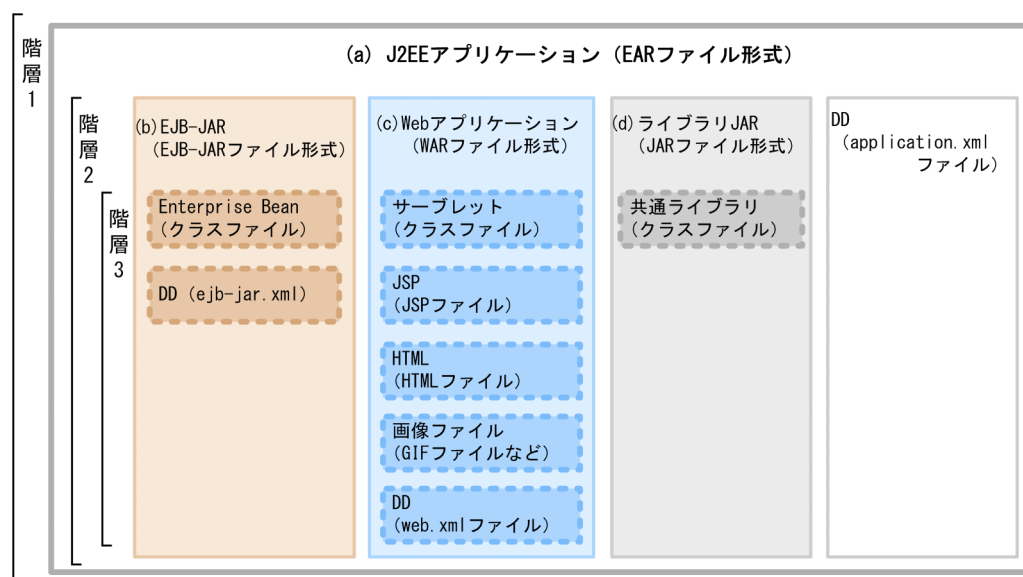 階層1
(a) J2EEアプリケーション（EARファイル形式）
階層2
(b)EJB-JAR
（EJB-JARファイル形式）
階層3
Enterprise Bean
（クラスファイル）
DD（ejb-jar.xml）
(c)Webアプリケーション
（WARファイル形式）
サーブレット
（クラスファイル）
JSP
（JSPファイル）
HTML
（HTMLファイル）
画像ファイル
（GIFファイルなど）
DD
（web.xmlファイル）
(d)ライブラリJAR
（JARファイル形式）
共通ライブラリ
（クラスファイル）
DD
（application.xml
ファイル）